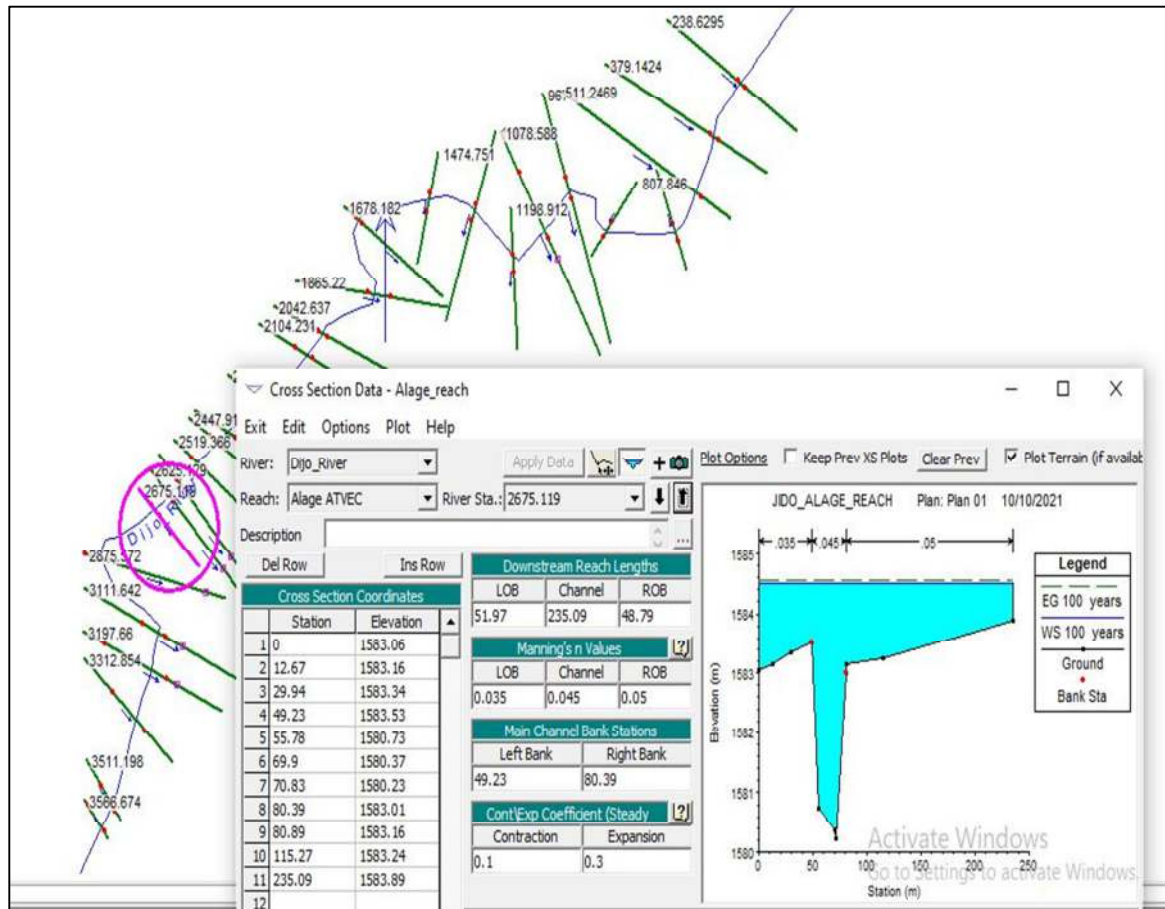 238.6295
379.1424
511.2469
1078.588
1474.751
807.846
1678.182
1198.912
1865.22
2042.637
2104.231
2447.91
2519.366
2625.179
2675.119
Dijo_Ri
2875.372
3111.642
3197.66
3312.854
3511.198
3566.674
Cross Section Data - Alage_reach
Exit Edit Options Plot Help
River: Dijo_River Apply Data Plot Options Keep Prev XS Plots Clear Prev Plot Terrain (if availab
Reach: Alage ATVEC River Sta.: 2675.119
Description ...
Del Row Ins Row
Cross Section Coordinates
Station Elevation
1 0 1583.06
2 12.67 1583.16
3 29.94 1583.34
4 49.23 1583.53
5 55.78 1580.73
6 69.9 1580.37
7 70.83 1580.23
8 80.39 1583.01
9 80.89 1583.16
10 115.27 1583.24
11 235.09 1583.89
12
Downstream Reach Lengths
LOB Channel ROB
51.97 235.09 48.79
Manning's n Values ?
LOB Channel ROB
0.035 0.045 0.05
Main Channel Bank Stations
Left Bank Right Bank
49.23 80.39
Cont\Exp Coefficient (Steady ?
Contraction Expansion
0.1 0.3
JIDO_ALAGE_REACH Plan: Plan 01 10/10/2021
.035 .045 .05
1585
1584
1583
1582
1581
1580
Elevation (m)
0 50 100 150 200 250
Station (m)
Legend
EG 100 years
WS 100 years
Ground
Bank Sta
Activate Windows
Go to Settings to activate Windows.